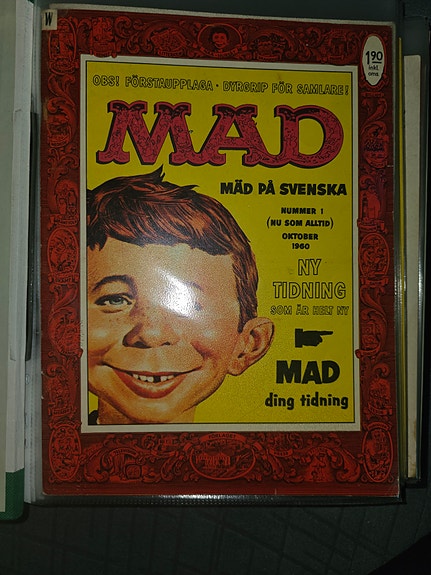 W
1.90
inkl.
oms.
OBS! FÖRSTAUPPLAGA · DYRGRIP FÖR SAMLARE!
MAD
MÄD PÅ SVENSKA
NUMMER 1
(NU SOM ALLTID)
OKTOBER
1960
NY
TIDNING
SOM ÄR HELT NY
MAD
ding tidning